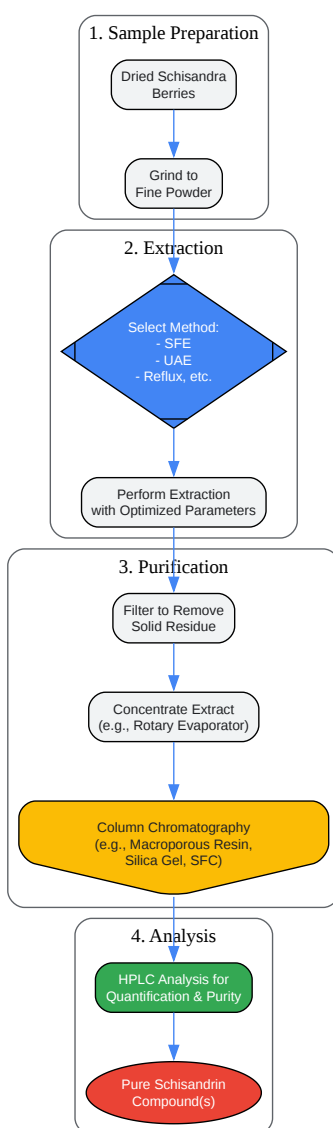 1. Sample Preparation
Dried Schisandra
Berries
Grind to
Fine Powder
2. Extraction
Select Method:
- SFE
- UAE
- Reflux, etc.
Perform Extraction
with Optimized Parameters
3. Purification
Filter to Remove
Solid Residue
Concentrate Extract
(e.g., Rotary Evaporator)
Column Chromatography
(e.g., Macroporous Resin,
Silica Gel, SFC)
4. Analysis
HPLC Analysis for
Quantification & Purity
Pure Schisandrin
Compound(s)